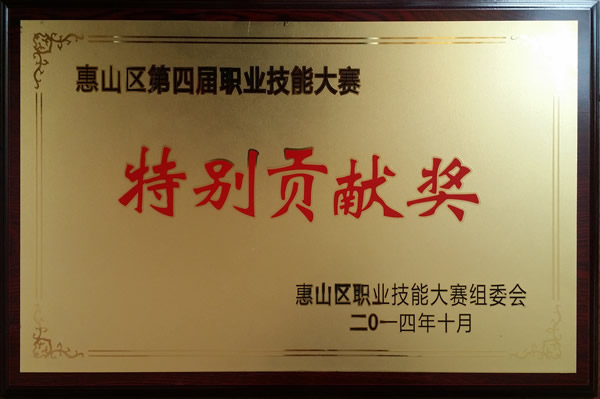 惠山区第四届职业技能大赛
特别贡献奖
惠山区职业技能大赛组委会
二0一四年十月